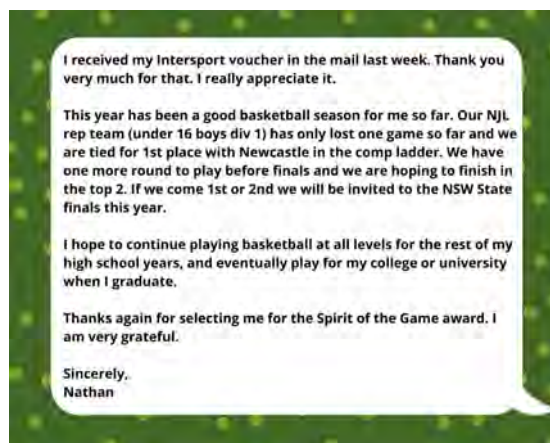 I received my Intersport voucher in the mail last week. Thank you
very much for that. I really appreciate it.
This year has been a good basketball season for me so far. Our NJL
rep team (under 16 boys div 1) has only lost one game so far and we
are tied for 1st place with Newcastle in the comp ladder. We have
one more round to play before finals and we are hoping to finish in
the top 2. If we come 1st or 2nd we will be invited to the NSW State
finals this year.
I hope to continue playing basketball at all levels for the rest of my
high school years, and eventually play for my college or university
when I graduate.
Thanks again for selecting me for the Spirit of the Game award. I
am very grateful.
Sincerely,
Nathan